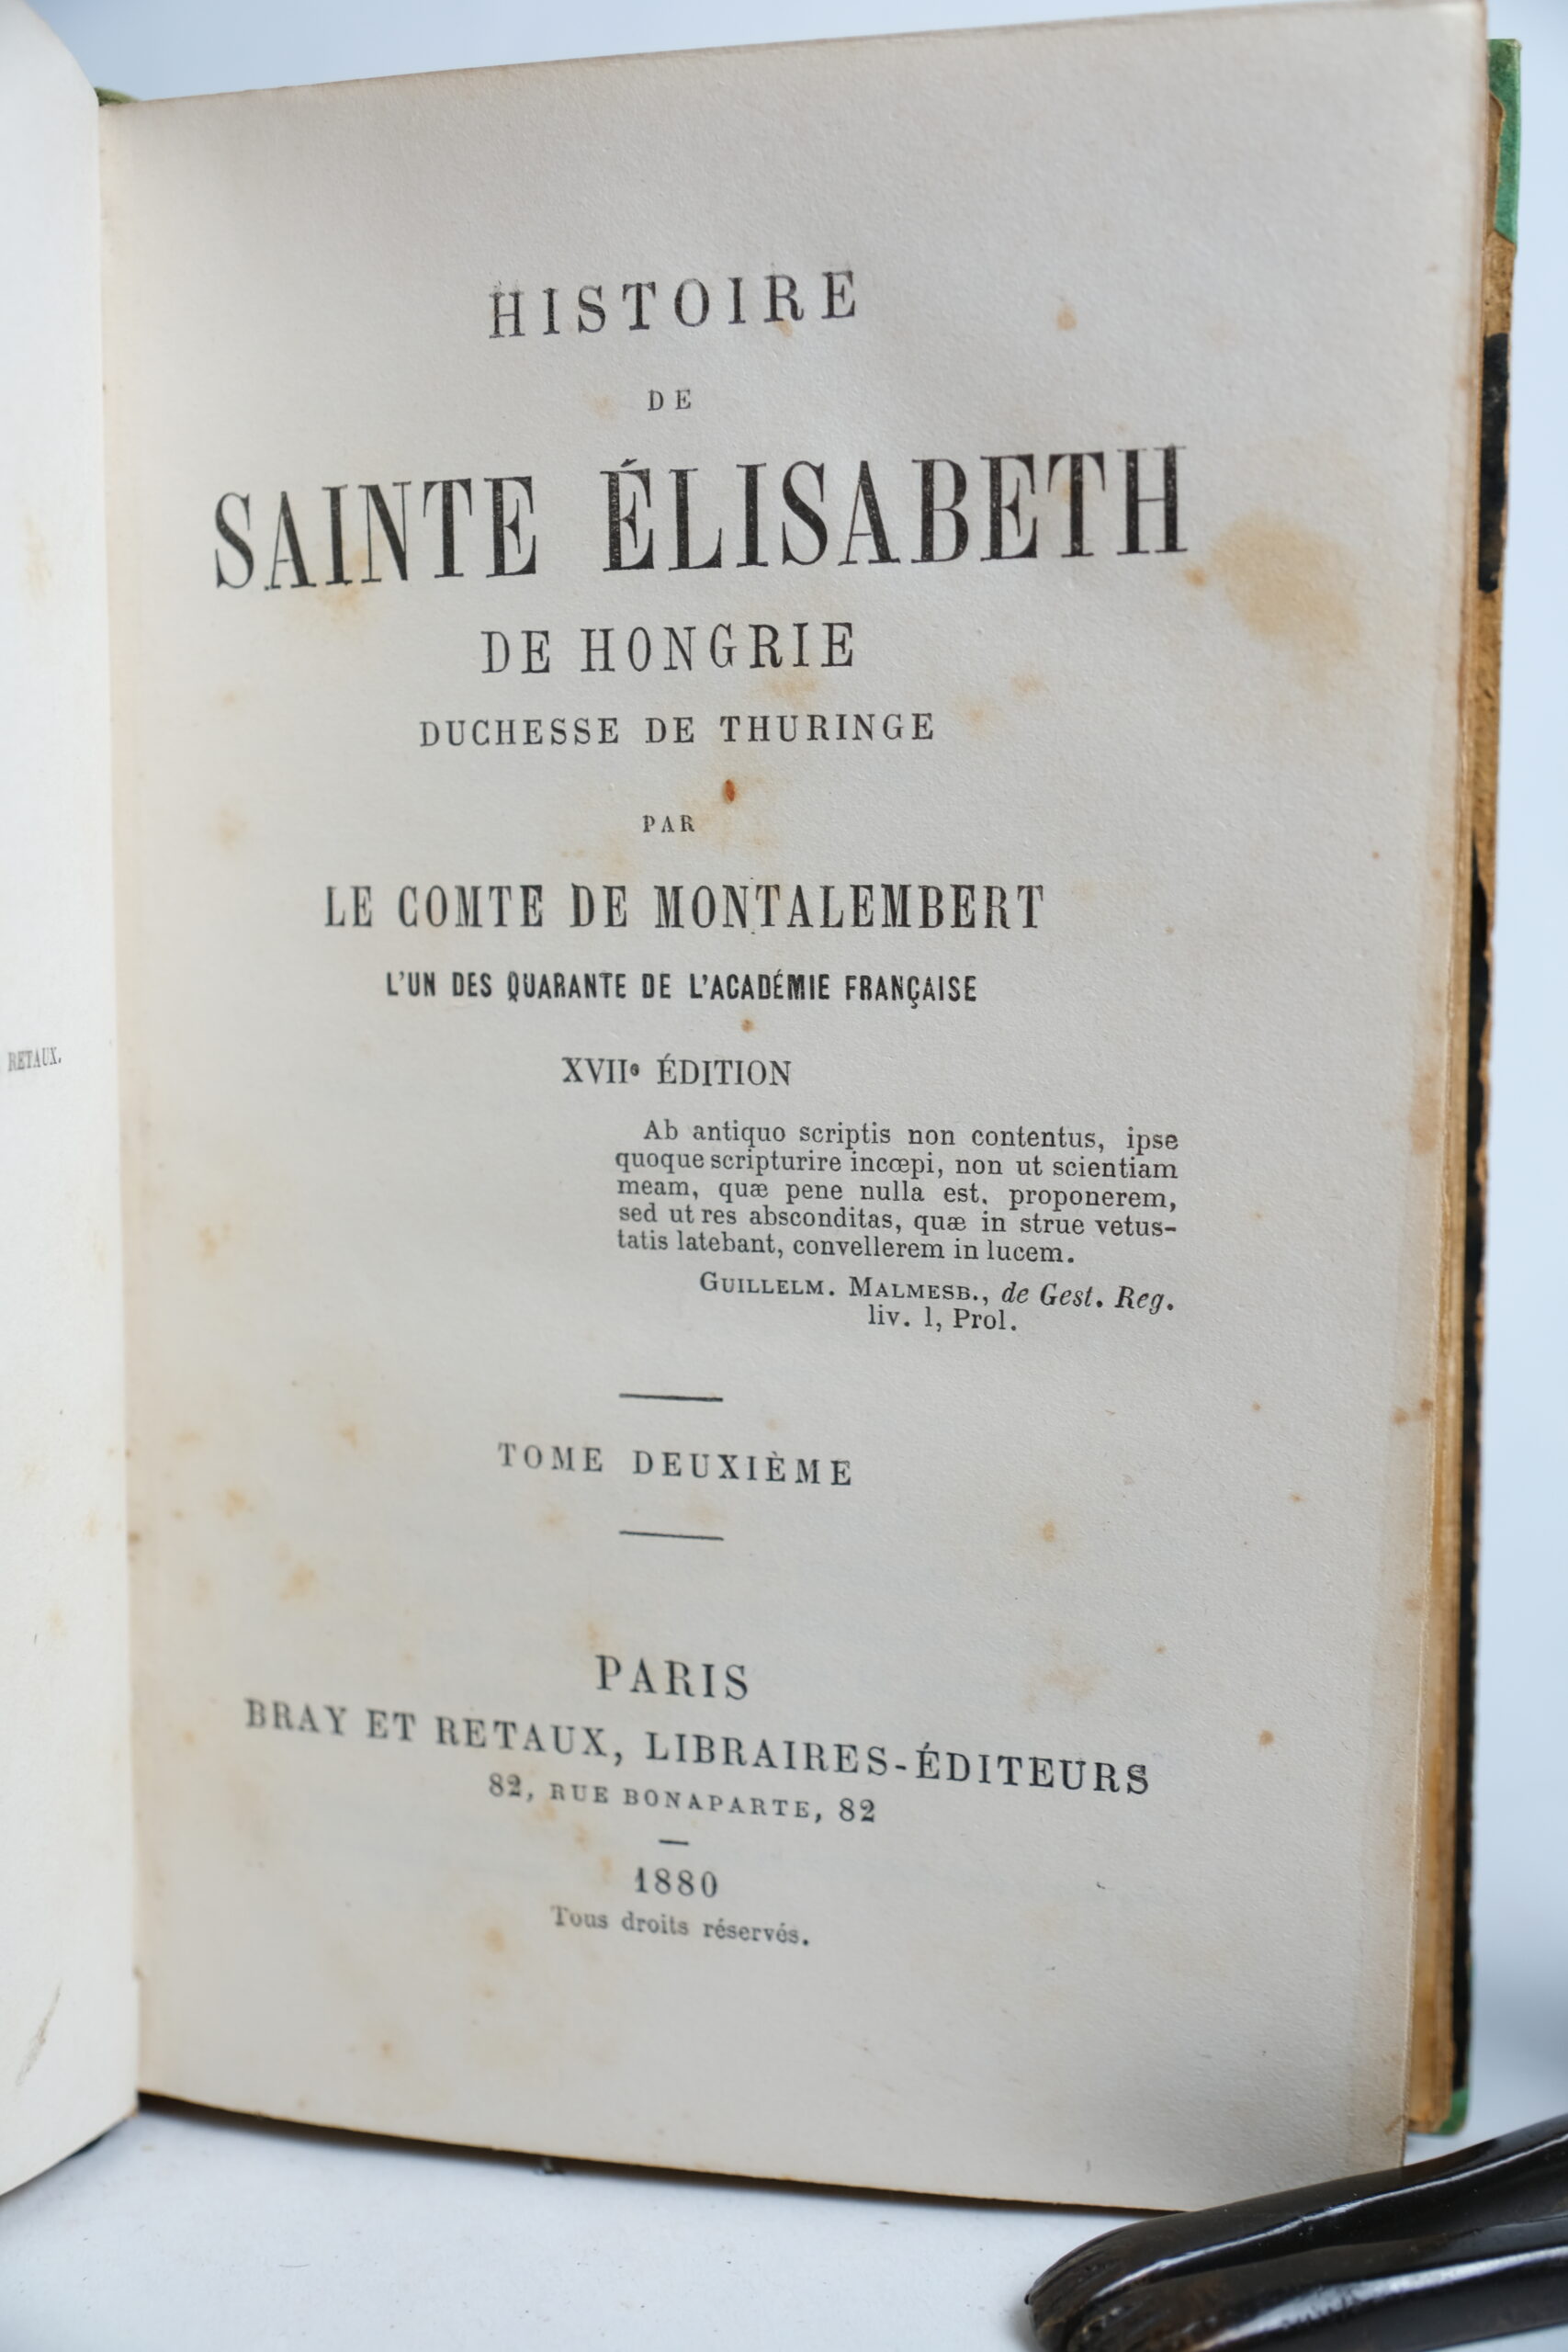 RETAUX.
HISTOIRE
DE
SAINTE ÉLISABETH
DE HONGRIE
DUCHESSE DE THURINGE
PAR
LE COMTE DE MONTALEMBERT
L'UN DES QUARANTE DE L'ACADÉMIE FRANÇAISE
XVIIe ÉDITION
Ab antiquo scriptis non contentus, ipse
quoque scripturire incœpi, non ut scientiam
meam, quæ pene nulla est. proponerem,
sed ut res absconditas, quæ in strue vetus-
tatis latebant, convellerem in lucem.
GUILLELM. MALMESB., de Gest. Reg.
liv. 1, Prol.
TOME DEUXIÈME
PARIS
BRAY ET RETAUX, LIBRAIRES-ÉDITEURS
82, RUE BONAPARTE, 82
1880
Tous droits réservés.